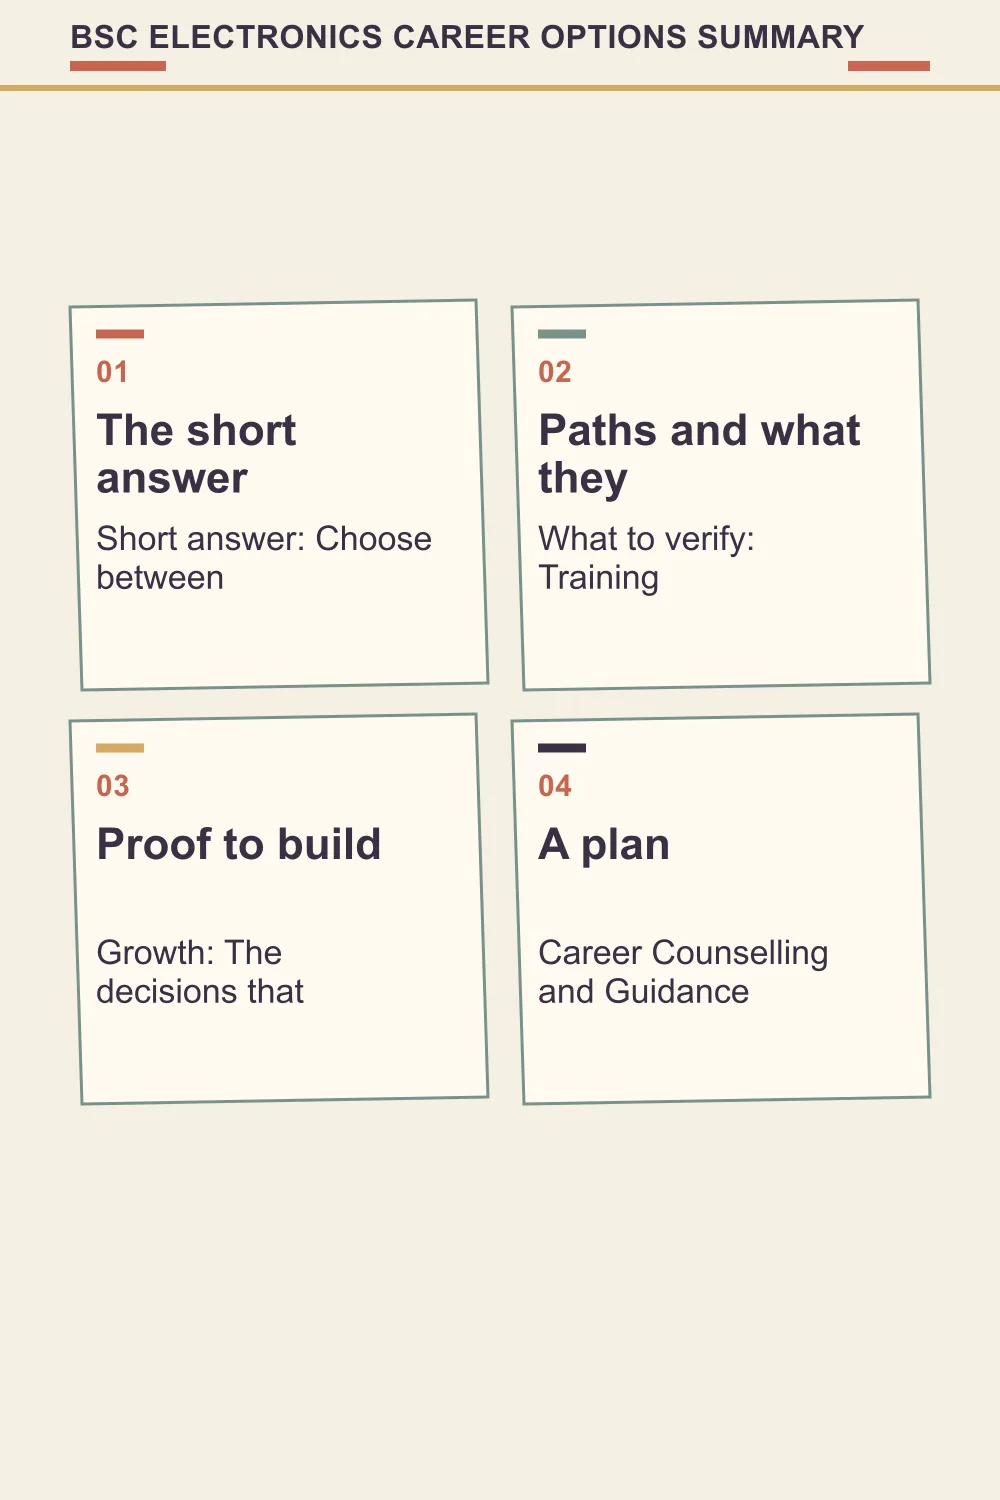 BSC ELECTRONICS CAREER OPTIONS SUMMARY
01
The short
answer
Short answer: Choose
between
02
Paths and what
they
What to verify:
Training
03
Proof to build
Growth: The
decisions that
04
A plan
Career Counselling
and Guidance